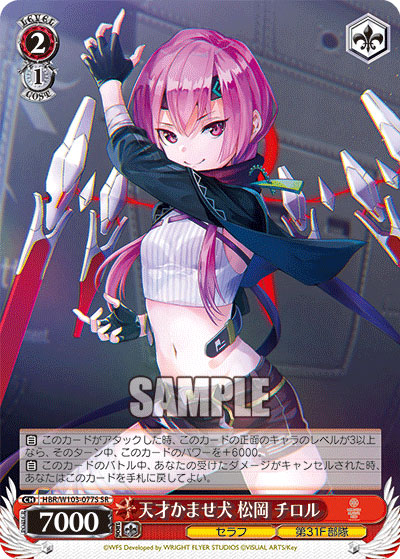 LEVEL
2
1
COST
SAMPLE
自 このカードがアタックした時、このカードの正面のキャラのレベルが3以上
なら、そのターン中、このカードのパワーを+6000。
自 このカードのバトル中、あなたの受けたダメージがキャンセルされた時、
あなたはこのカードを手札に戻してよい。
CH HBR/W103-077S SR
7000
天才かませ犬 松岡 チロル
セラフ 第31F部隊
©WFS Developed by WRIGHT FLYER STUDIOS ©VISUAL ARTS/Key